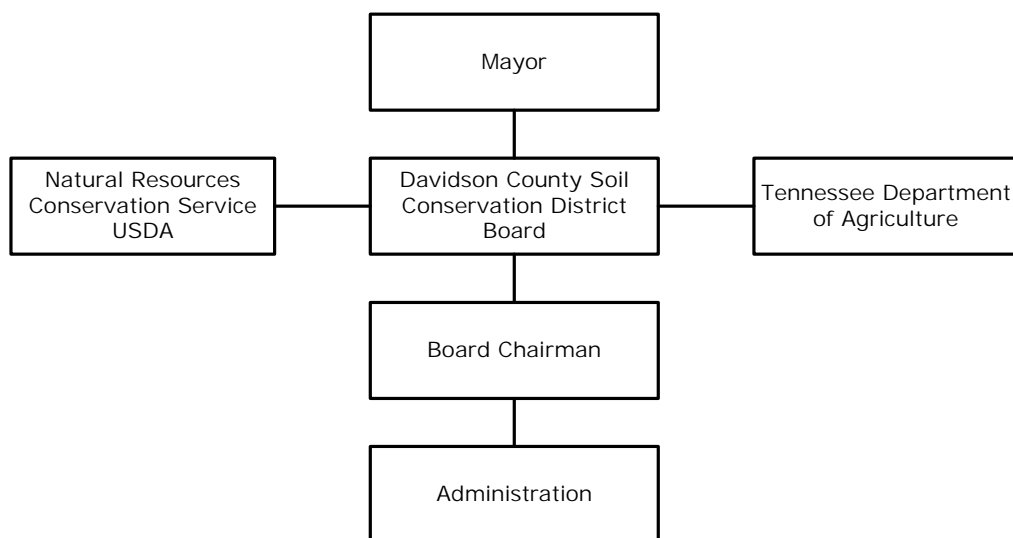 Mayor
Natural Resources
Conservation Service
USDA
Davidson County Soil
Conservation District
Board
Tennessee Department
of Agriculture
Board Chairman
Administration